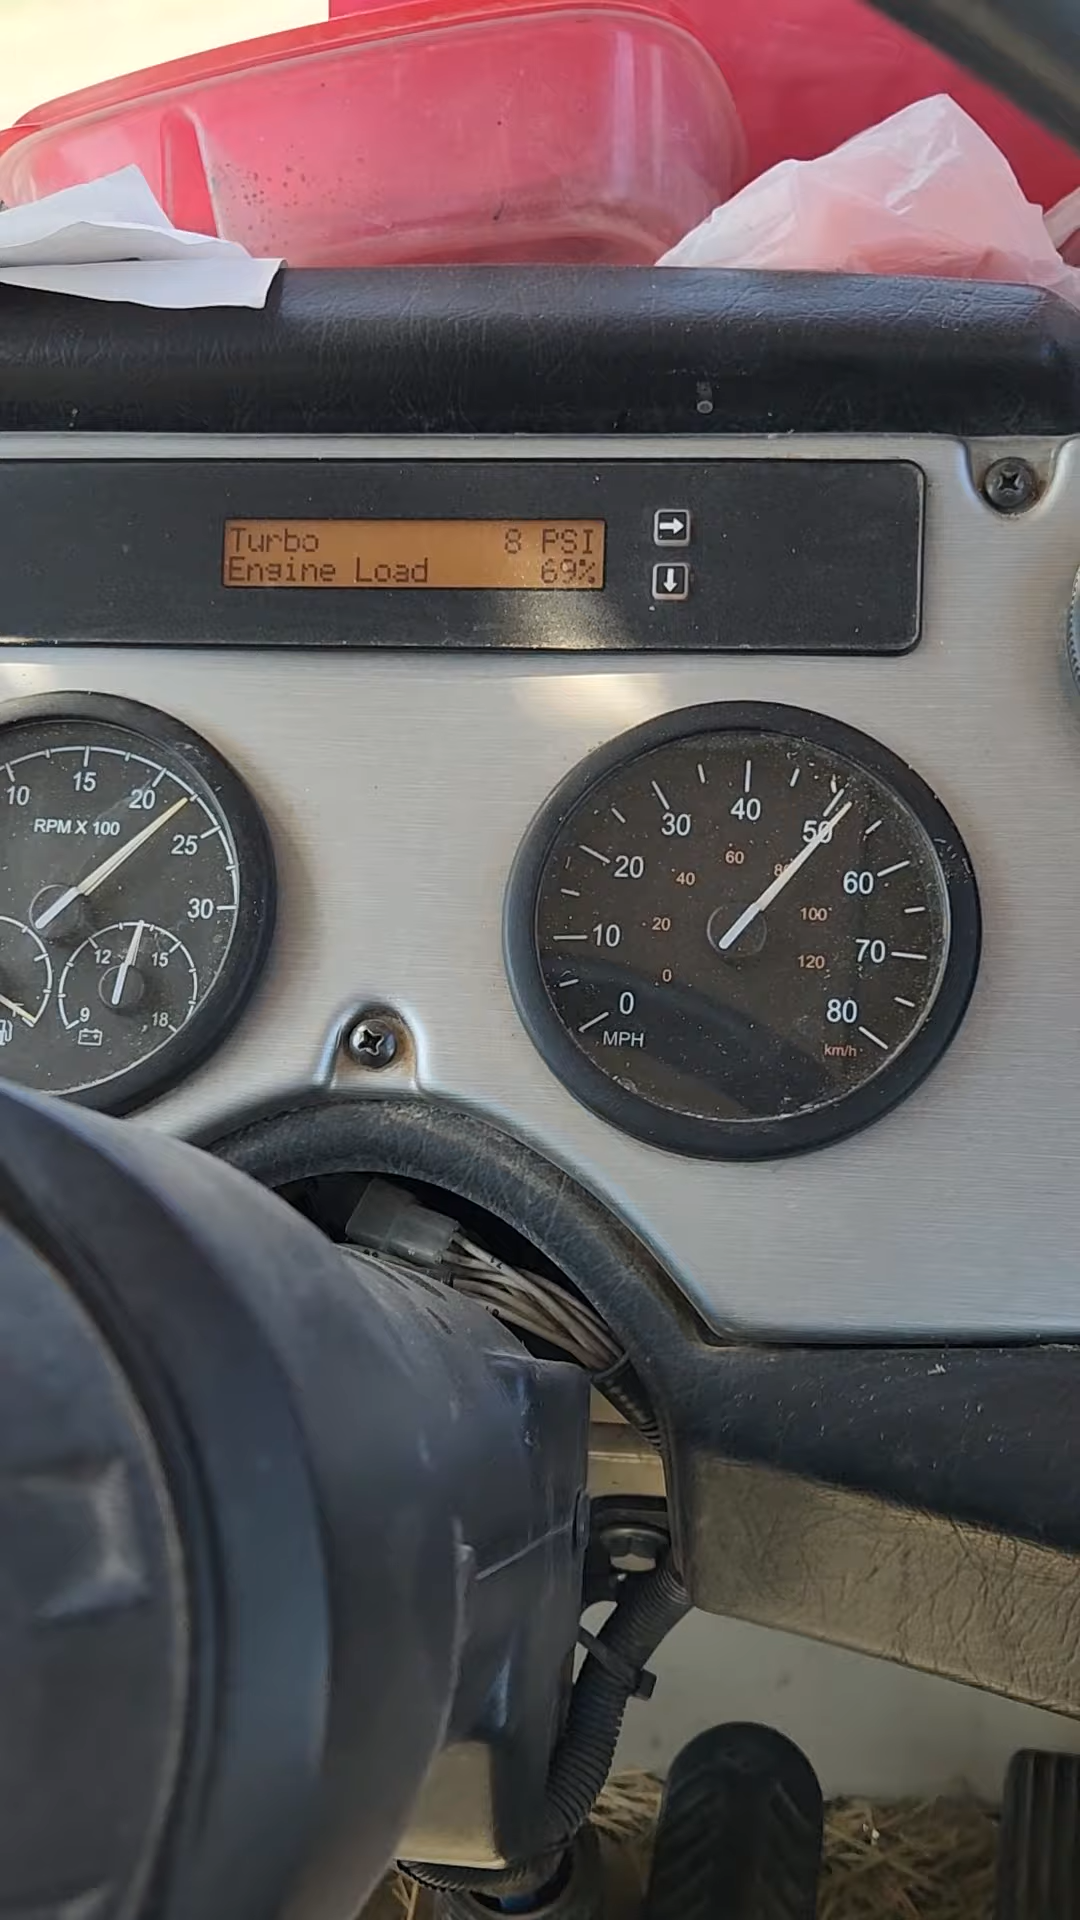 Turbo 8 PSI
Engine Load 69%
10 15 20 25 30
RPM X 100
9 12 15 18
0 10 20 30 40 50 60 70 80
MPH
0 20 40 60 80 100 120
km/h